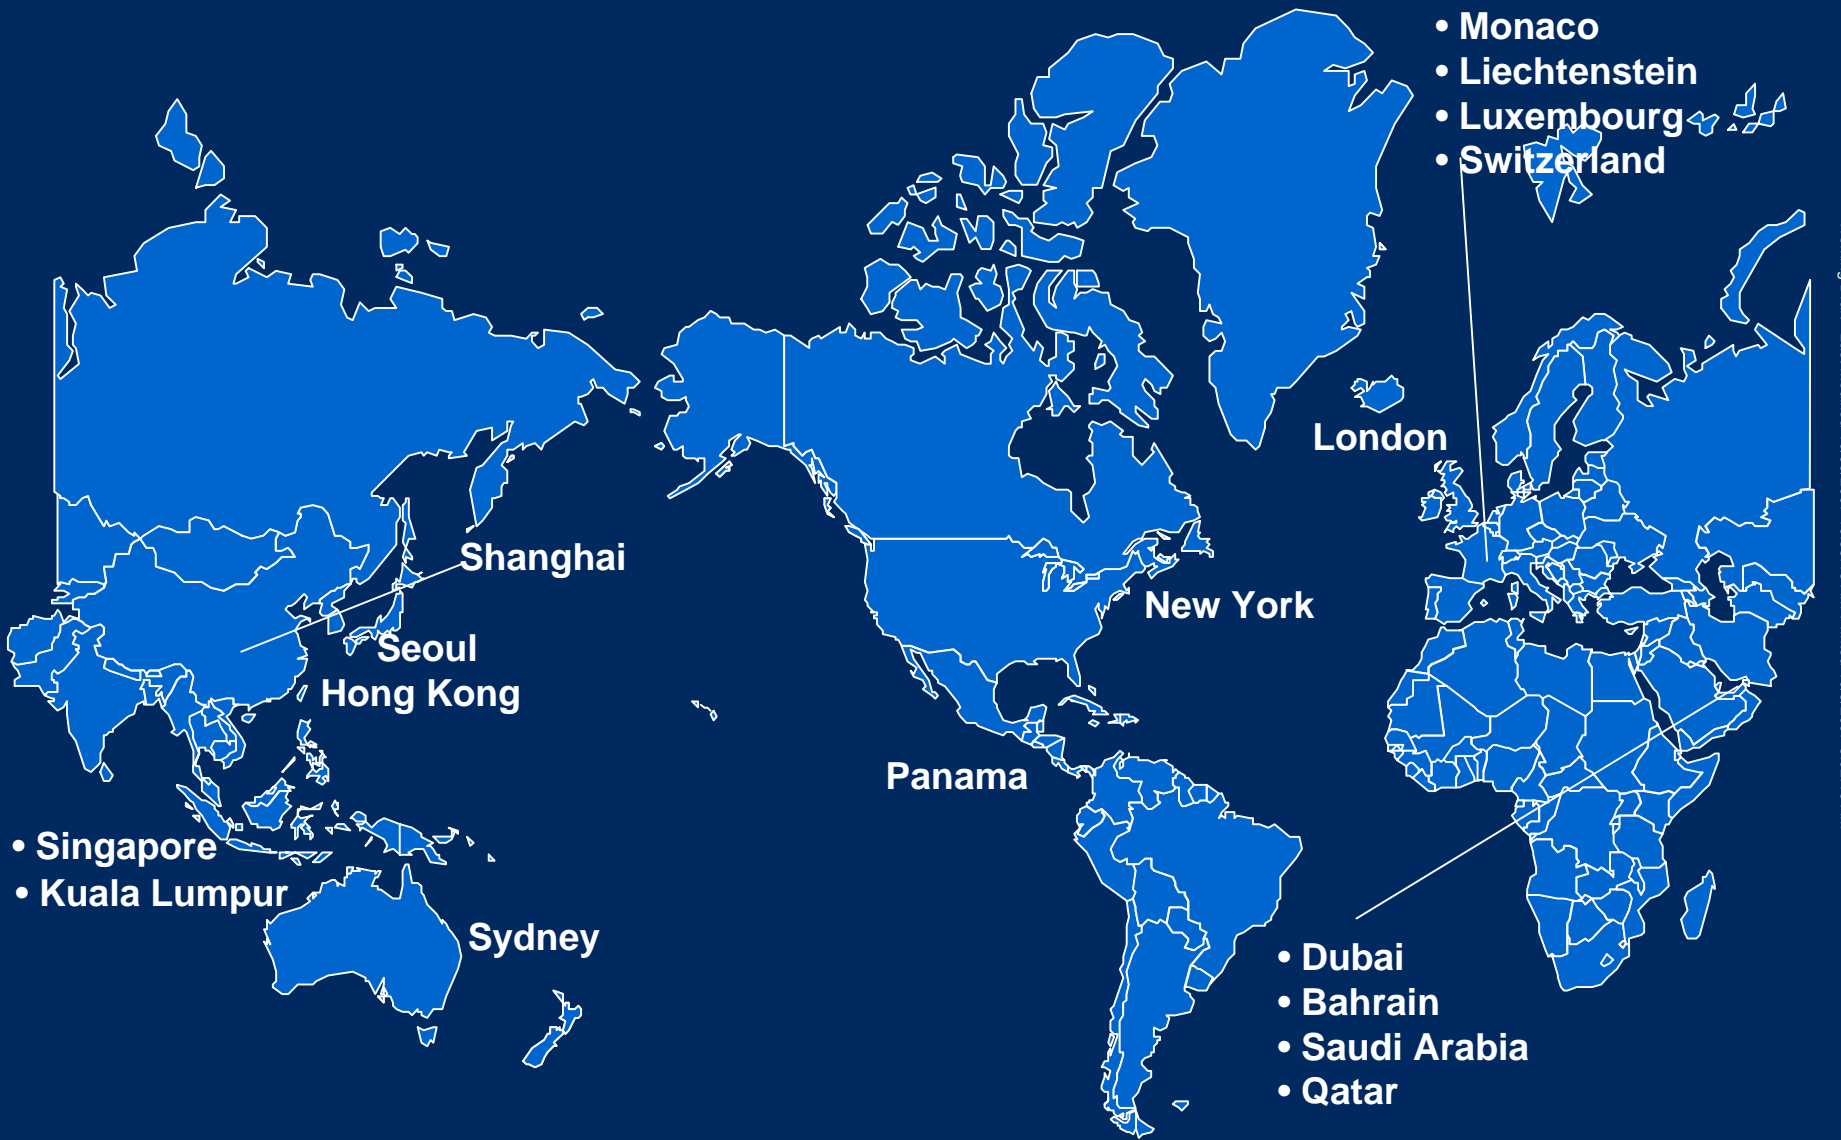 • Monaco
• Liechtenstein
• Luxembourg
• Switzerland
London
Shanghai
New York
Seoul
Hong Kong
Panama
• Singapore
• Kuala Lumpur
Sydney
• Dubai
• Bahrain
• Saudi Arabia
• Qatar